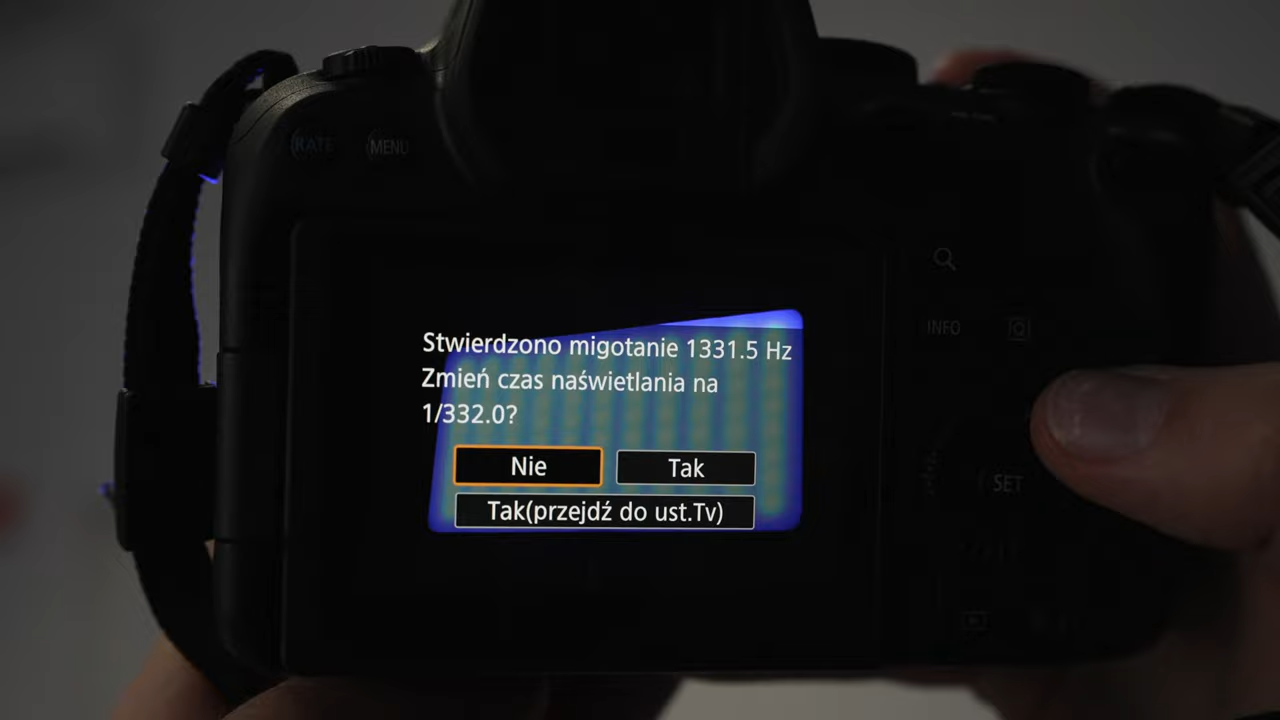 RATE
MENU
Stwierdzono migotanie 1331.5 Hz
Zmień czas naświetlania na
1/332.0?
Nie
Tak
Tak(przejdź do ust.Tv)
INFO
Q
SET